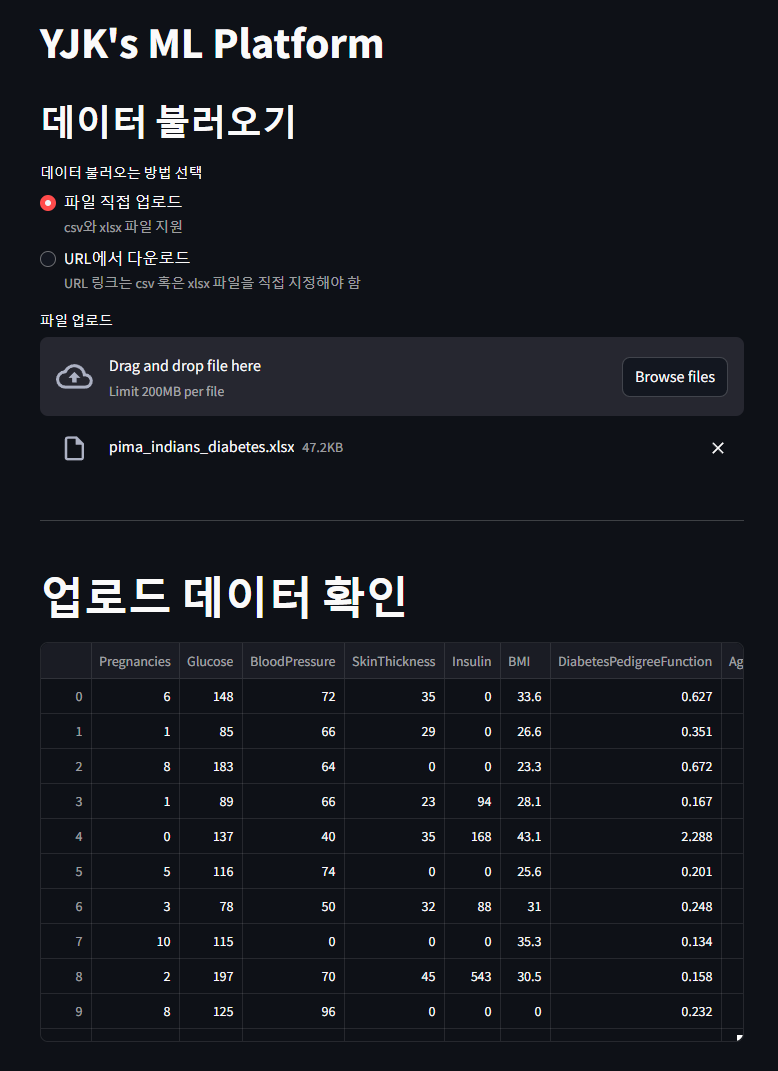 YJK's ML Platform
데이터 불러오기
데이터 불러오는 방법 선택
파일 직접 업로드
csv와 xlsx 파일 지원
URL에서 다운로드
URL 링크는 csv 혹은 xlsx 파일을 직접 지정해야 함
파일 업로드
Drag and drop file here
Limit 200MB per file
Browse files
pima_indians_diabetes.xlsx 47.2KB
업로드 데이터 확인
Pregnancies Glucose BloodPressure SkinThickness Insulin BMI DiabetesPedigreeFunction Ag
0 6 148 72 35 0 33.6 0.627
1 1 85 66 29 0 26.6 0.351
2 8 183 64 0 0 23.3 0.672
3 1 89 66 23 94 28.1 0.167
4 0 137 40 35 168 43.1 2.288
5 5 116 74 0 0 25.6 0.201
6 3 78 50 32 88 31 0.248
7 10 115 0 0 0 35.3 0.134
8 2 197 70 45 543 30.5 0.158
9 8 125 96 0 0 0 0.232